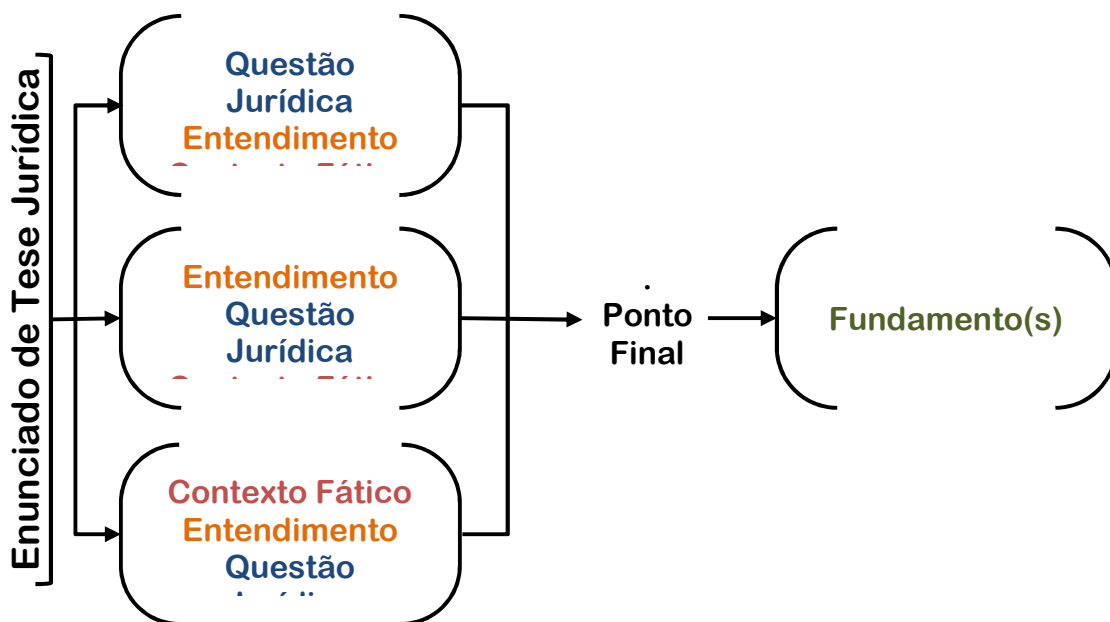 Enunciado de Tese Jurídica
Questão
Jurídica
Entendimento
Entendimento
Questão
Jurídica
Contexto Fático
Entendimento
Questão
.
Ponto
Final
Fundamento(s)